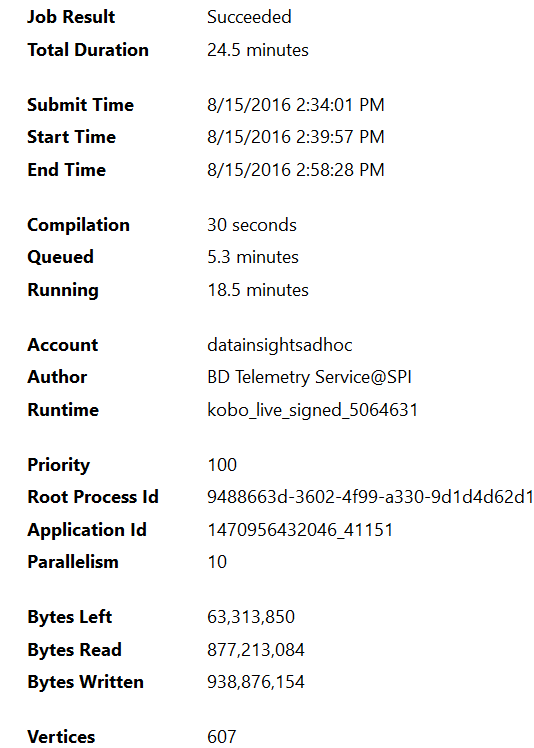 Job Result Succeeded
Total Duration 24.5 minutes
Submit Time 8/15/2016 2:34:01 PM
Start Time 8/15/2016 2:39:57 PM
End Time 8/15/2016 2:58:28 PM
Compilation 30 seconds
Queued 5.3 minutes
Running 18.5 minutes
Account datainsightsadhoc
Author BD Telemetry Service@SPI
Runtime kobo_live_signed_5064631
Priority 100
Root Process Id 9488663d-3602-4f99-a330-9d1d4d62d1
Application Id 1470956432046_41151
Parallelism 10
Bytes Left 63,313,850
Bytes Read 877,213,084
Bytes Written 938,876,154
Vertices 607